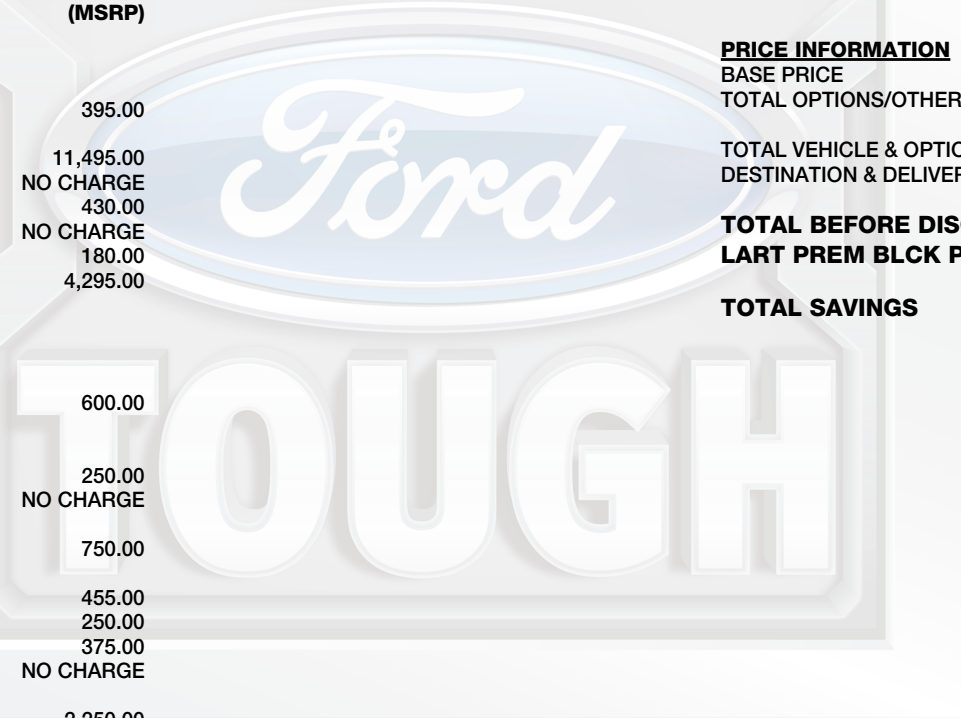 (MSRP)
395.00
11,495.00
NO CHARGE
430.00
NO CHARGE
180.00
4,295.00
600.00
250.00
NO CHARGE
750.00
455.00
250.00
375.00
NO CHARGE
PRICE INFORMATION
BASE PRICE
TOTAL OPTIONS/OTHER
TOTAL VEHICLE & OPTIO
DESTINATION & DELIVER
TOTAL BEFORE DIS
LART PREM BLCK P
TOTAL SAVINGS
Ford
TOUGH